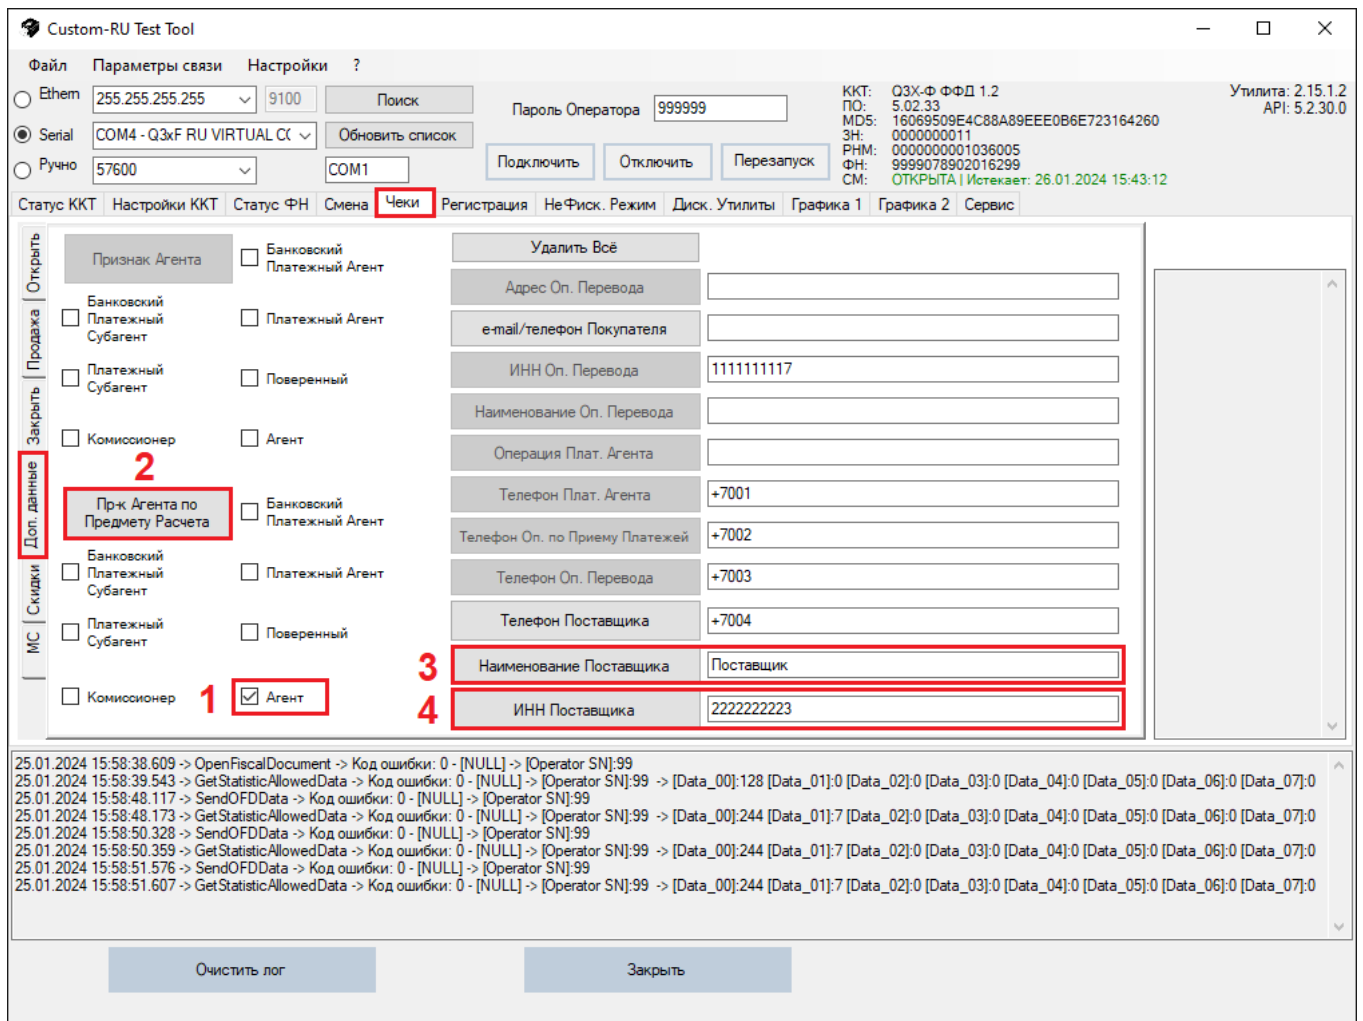 Custom-RU Test Tool
Файл Параметры связи Настройки ?
Ethern 255.255.255.255 9100 Поиск
Serial COM4 - Q3xF RU VIRTUAL CC Обновить список
Ручно 57600 COM1
Пароль Оператора 999999
Подключить Отключить Перезапуск
ККТ: Q3X-Ф ФФД 1.2
ПО: 5.02.33
MD5: 16069509E4C88A89EEE0B6E723164260
ЗН: 0000000011
РНМ: 0000000001036005
ФН: 9999078902016299
СМ: ОТКРЫТА | Истекает: 26.01.2024 15:43:12
Утилита: 2.15.1.2
API: 5.2.30.0
Статус ККТ Настройки ККТ Статус ФН Смена Чеки Регистрация НеФиск. Режим Диск. Утилиты Графика 1 Графика 2 Сервис
Открыть
Продажа
Закрыть
Доп. данные
Скидки
МС
Признак Агента
Банковский
Платежный Агент
Банковский
Платежный
Субагент
Платежный Агент
Платежный
Субагент
Поверенный
Комиссионер
Агент
2
Пр-к Агента по
Предмету Расчета
Банковский
Платежный Агент
Банковский
Платежный
Субагент
Платежный Агент
Платежный
Субагент
Поверенный
Комиссионер
1
Агент
Удалить Всё
Адрес Оп. Перевода
e-mail/телефон Покупателя
ИНН Оп. Перевода 1111111117
Наименование Оп. Перевода
Операция Плат. Агента
Телефон Плат. Агента +7001
Телефон Оп. по Приему Платежей +7002
Телефон Оп. Перевода +7003
Телефон Поставщика +7004
3 Наименование Поставщика Поставщик
4 ИНН Поставщика 2222222223
25.01.2024 15:58:38.609 -> OpenFiscalDocument -> Код ошибки: 0 - [NULL] -> [Operator SN]:99
25.01.2024 15:58:39.543 -> GetStatisticAllowedData -> Код ошибки: 0 - [NULL] -> [Operator SN]:99 -> [Data_00]:128 [Data_01]:0 [Data_02]:0 [Data_03]:0 [Data_04]:0 [Data_05]:0 [Data_06]:0 [Data_07]:0
25.01.2024 15:58:48.117 -> SendOFDData -> Код ошибки: 0 - [NULL] -> [Operator SN]:99
25.01.2024 15:58:48.173 -> GetStatisticAllowedData -> Код ошибки: 0 - [NULL] -> [Operator SN]:99 -> [Data_00]:244 [Data_01]:7 [Data_02]:0 [Data_03]:0 [Data_04]:0 [Data_05]:0 [Data_06]:0 [Data_07]:0
25.01.2024 15:58:50.328 -> SendOFDData -> Код ошибки: 0 - [NULL] -> [Operator SN]:99
25.01.2024 15:58:50.359 -> GetStatisticAllowedData -> Код ошибки: 0 - [NULL] -> [Operator SN]:99 -> [Data_00]:244 [Data_01]:7 [Data_02]:0 [Data_03]:0 [Data_04]:0 [Data_05]:0 [Data_06]:0 [Data_07]:0
25.01.2024 15:58:51.576 -> SendOFDData -> Код ошибки: 0 - [NULL] -> [Operator SN]:99
25.01.2024 15:58:51.607 -> GetStatisticAllowedData -> Код ошибки: 0 - [NULL] -> [Operator SN]:99 -> [Data_00]:244 [Data_01]:7 [Data_02]:0 [Data_03]:0 [Data_04]:0 [Data_05]:0 [Data_06]:0 [Data_07]:0
Очистить лог Закрыть